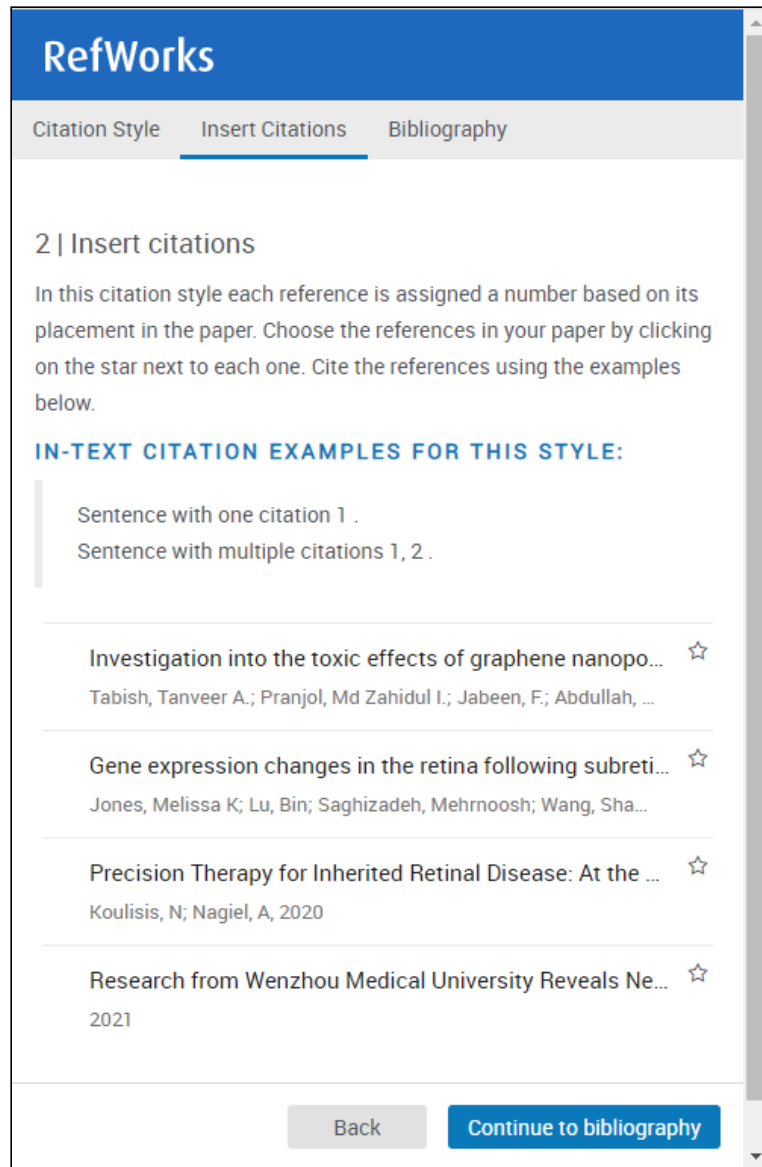 RefWorks
Citation Style Insert Citations Bibliography
2 | Insert citations
In this citation style each reference is assigned a number based on its
placement in the paper. Choose the references in your paper by clicking
on the star next to each one. Cite the references using the examples
below.
IN-TEXT CITATION EXAMPLES FOR THIS STYLE:
Sentence with one citation 1 .
Sentence with multiple citations 1, 2 .
Investigation into the toxic effects of graphene nanopo...
Tabish, Tanveer A.; Pranjol, Md Zahidul I.; Jabeen, F.; Abdullah, ...
Gene expression changes in the retina following subreti...
Jones, Melissa K; Lu, Bin; Saghizadeh, Mehrnoosh; Wang, Sha...
Precision Therapy for Inherited Retinal Disease: At the ...
Koulisis, N; Nagiel, A, 2020
Research from Wenzhou Medical University Reveals Ne...
2021
Back Continue to bibliography